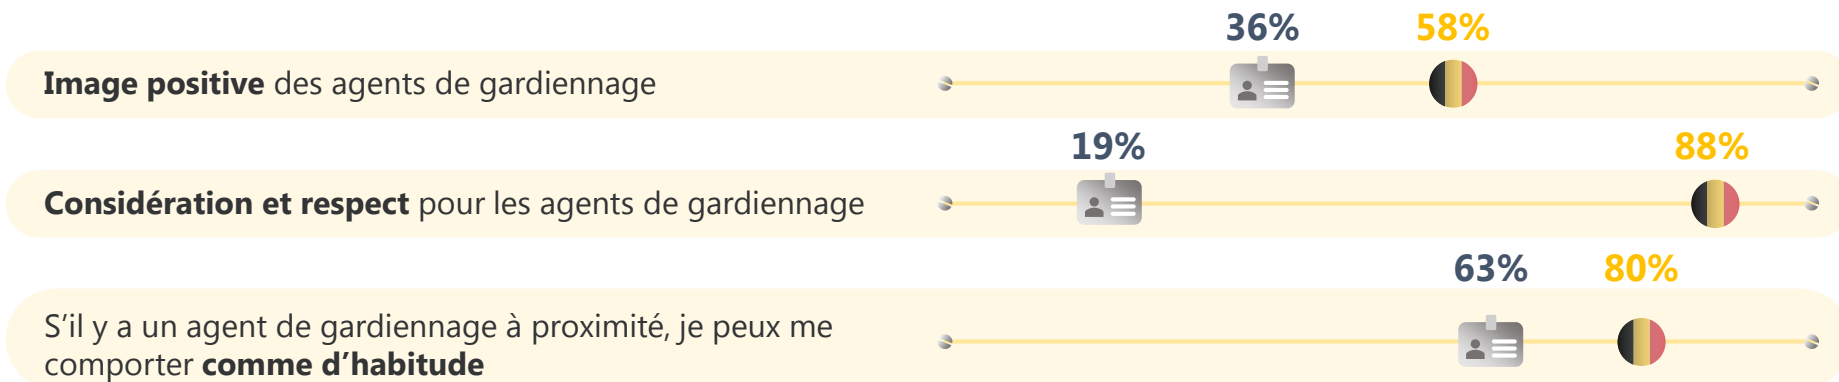 36% 58%
Image positive des agents de gardiennage
19% 88%
Considération et respect pour les agents de gardiennage
63% 80%
S’il y a un agent de gardiennage à proximité, je peux me
comporter comme d’habitude